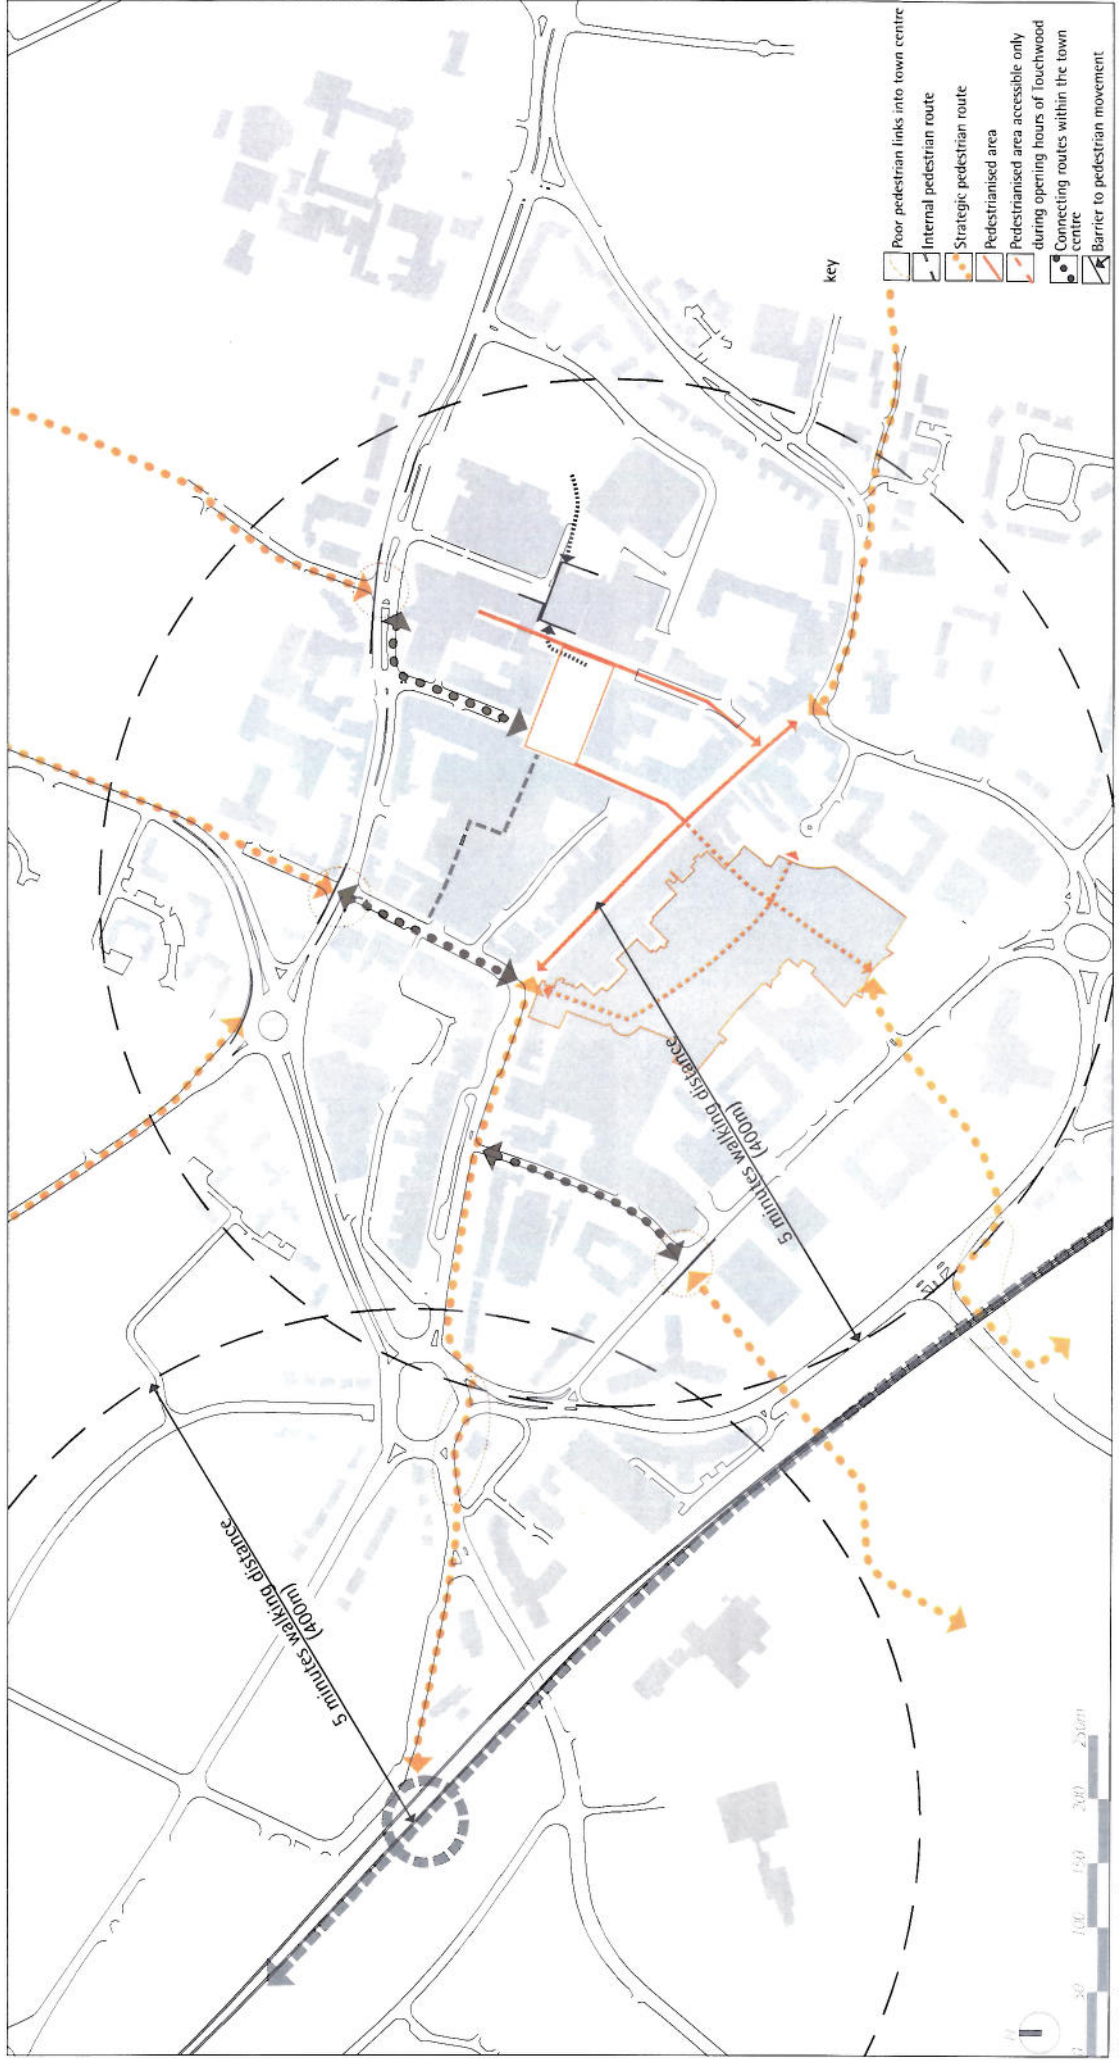 5 minutes walking distance
(400m)
5 minutes walking distance
(400m)
key
Poor pedestrian links into town centre
Internal pedestrian route
Strategic pedestrian route
Pedestrianised area
Pedestrianised area accessible only
during opening hours of Touchwood
Connecting routes within the town
centre
Barrier to pedestrian movement
0 50 100 150 200 250m
N